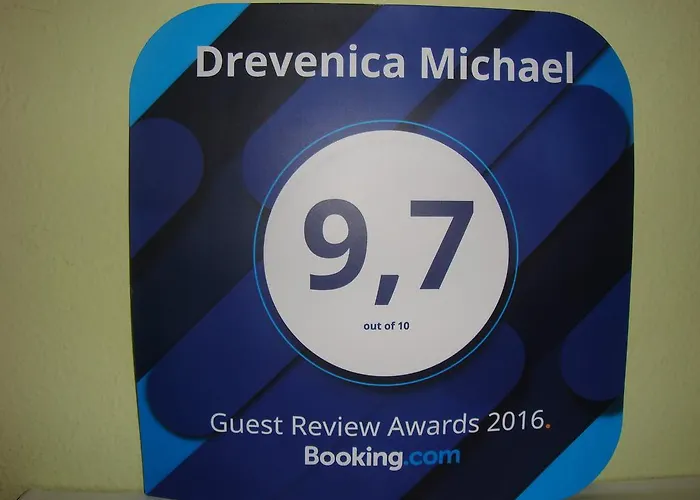 Drevenica Michael
9,7
out of 10
Guest Review Awards 2016.
Booking.com